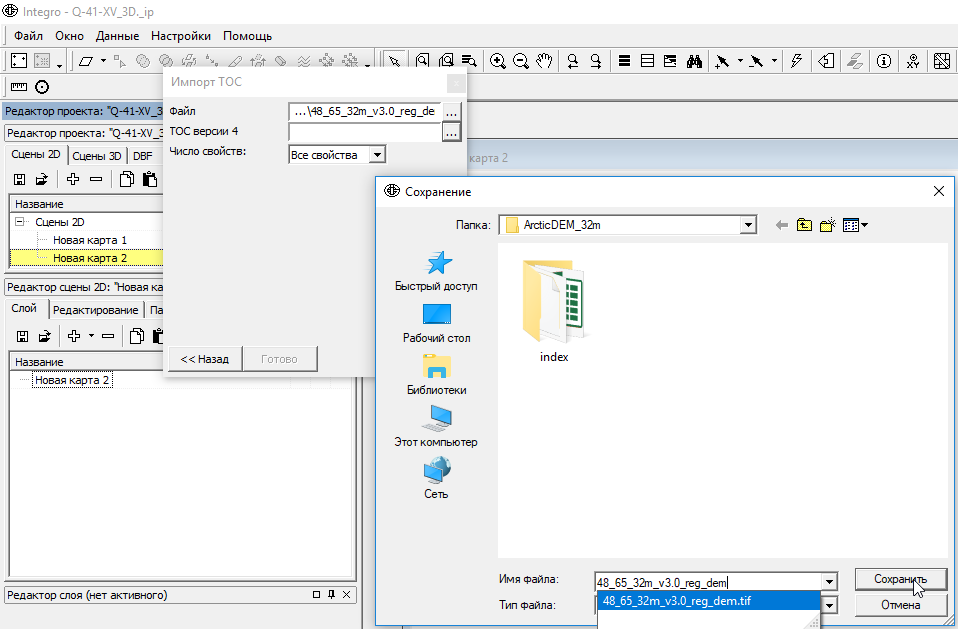 Integro - Q-41-XV_3D._ip
Файл Окно Данные Настройки Помощь
Импорт ТОС
Файл
...\48_65_32m_v3.0_reg_de
...
ТОС версии 4
...
Число свойств:
Все свойства
<< Назад
Готово
Редактор проекта: "Q-41-XV_3
Редактор проекта: "Q-41-XV_3
Сцены 2D Сцены 3D DBF
Название
Сцены 2D
Новая карта 1
Новая карта 2
Редактор сцены 2D: "Новая ка
Слой Редактирование Па
Название
Новая карта 2
Редактор слоя (нет активного)
карта 2
Сохранение
Папка:
ArcticDEM_32m
Быстрый доступ
Рабочий стол
Библиотеки
Этот компьютер
Сеть
index
Имя файла:
48_65_32m_v3.0_reg_dem
Сохранить
48_65_32m_v3.0_reg_dem.tif
Тип файла:
Отмена